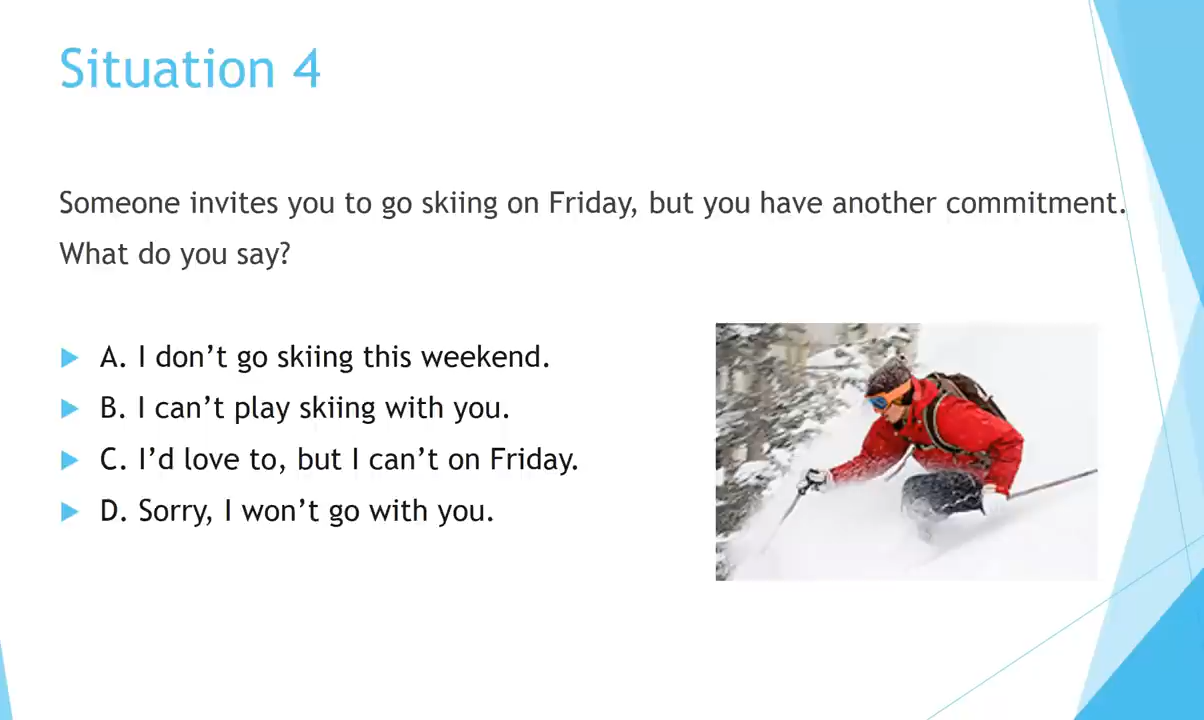 Situation 4
Someone invites you to go skiing on Friday, but you have another commitment.
What do you say?
A. I don’t go skiing this weekend.
B. I can’t play skiing with you.
C. I’d love to, but I can’t on Friday.
D. Sorry, I won’t go with you.